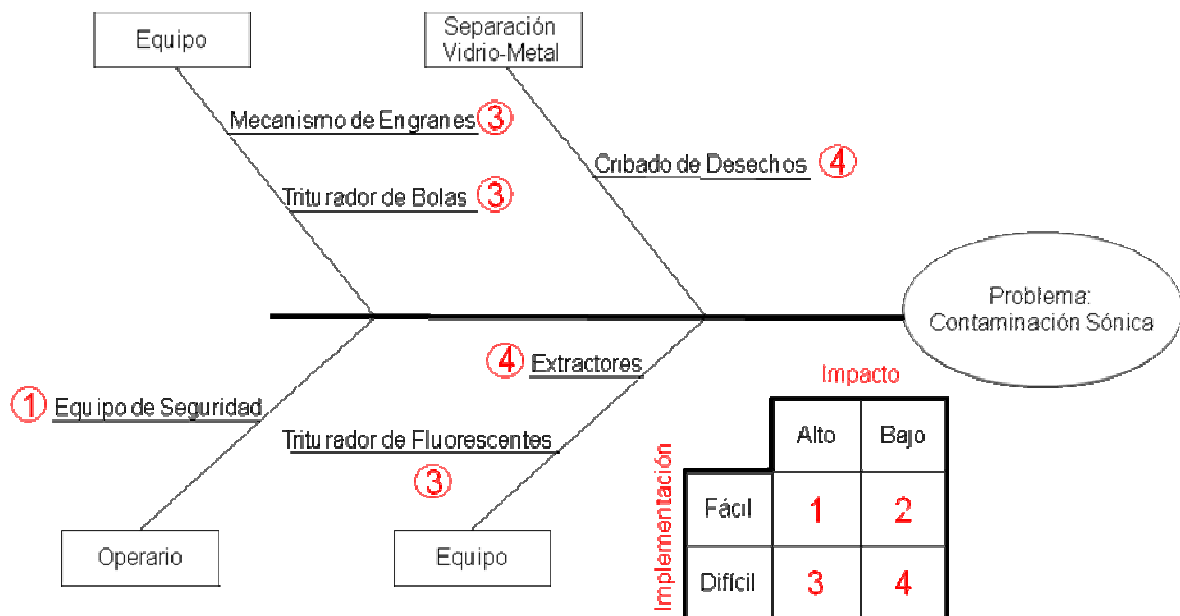 Equipo
Separación
Vidrio-Metal
Mecanismo de Engranes 3
Cribado de Desechos 4
Triturador de Bolas 3
Problema:
Contaminación Sónica
4 Extractores
1 Equipo de Seguridad
Triturador de Fluorescentes
3
Operario
Equipo
Impacto
Implementación
Alto Bajo
Fácil 1 2
Difícil 3 4